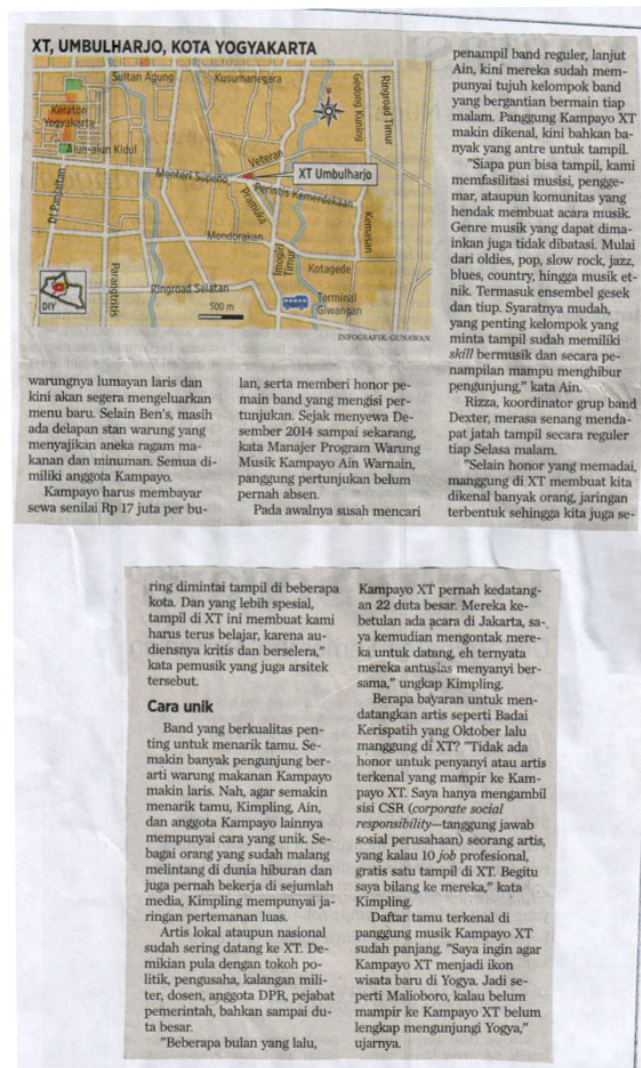 XT, UMBULHARJO, KOTA YOGYAKARTA
Sultan Agung
Kusumanegara
Gedong Kuning
Ringroad Timur
Keraton
Yogyakarta
Alun-alun Kidul
Veteran
XT Umbulharjo
Menteri Supeno
DI Panjaitan
Pramuka
Perintis Kemerdekaan
Mondorakan
Kemasan
Imogiri
Timur
Kotagede
Parangtritis
Ringroad Selatan
DIY
500 m
Terminal
Giwangan
INFOGRAFIK: GUNAWAN
warungnya lumayan laris dan
kini akan segera mengeluarkan
menu baru. Selain Ben's, masih
ada delapan stan warung yang
menyajikan aneka ragam ma-
kanan dan minuman. Semua di-
miliki anggota Kampayo.
Kampayo harus membayar
sewa senilai Rp 17 juta per bu-
lan, serta memberi honor pe-
main band yang mengisi per-
tunjukan. Sejak menyewa De-
sember 2014 sampai sekarang,
kata Manajer Program Warung
Musik Kampayo Ain Warnain,
panggung pertunjukan belum
pernah absen.
Pada awalnya susah mencari
penampil band reguler, lanjut
Ain, kini mereka sudah mem-
punyai tujuh kelompok band
yang bergantian bermain tiap
malam. Panggung Kampayo XT
makin dikenal, kini bahkan ba-
nyak yang antre untuk tampil.
"Siapa pun bisa tampil, kami
memfasilitasi musisi, pengge-
mar, ataupun komunitas yang
hendak membuat acara musik.
Genre musik yang dapat dima-
inkan juga tidak dibatasi. Mulai
dari oldies, pop, slow rock, jazz,
blues, country, hingga musik et-
nik. Termasuk ensembel gesek
dan tiup. Syaratnya mudah,
yang penting kelompok yang
minta tampil sudah memiliki
skill bermusik dan secara pe-
nampilan mampu menghibur
pengunjung," kata Ain.
Rizza, koordinator grup band
Dexter, merasa senang menda-
pat jatah tampil secara reguler
tiap Selasa malam.
"Selain honor yang memadai,
manggung di XT membuat kita
dikenal banyak orang, jaringan
terbentuk sehingga kita juga se-
ring dimintai tampil di beberapa
kota. Dan yang lebih spesial,
tampil di XT ini membuat kami
harus terus belajar, karena au-
diensnya kritis dan berselera,"
kata pemusik yang juga arsitek
tersebut.
Cara unik
Band yang berkualitas pen-
ting untuk menarik tamu. Se-
makin banyak pengunjung ber-
arti warung makanan Kampayo
makin laris. Nah, agar semakin
menarik tamu, Kimpling, Ain,
dan anggota Kampayo lainnya
mempunyai cara yang unik. Se-
bagai orang yang sudah malang
melintang di dunia hiburan dan
juga pernah bekerja di sejumlah
media, Kimpling mempunyai ja-
ringan pertemanan luas.
Artis lokal ataupun nasional
sudah sering datang ke XT. De-
mikian pula dengan tokoh po-
litik, pengusaha, kalangan mili-
ter, dosen, anggota DPR, pejabat
pemerintah, bahkan sampai du-
ta besar.
"Beberapa bulan yang lalu,
Kampayo XT pernah kedatang-
an 22 duta besar. Mereka ke-
betulan ada acara di Jakarta, sa-
ya kemudian mengontak mere-
ka untuk datang, eh ternyata
mereka antusias menyanyi ber-
sama," ungkap Kimpling.
Berapa bayaran untuk men-
datangkan artis seperti Badai
Kerispatih yang Oktober lalu
manggung di XT? "Tidak ada
honor untuk penyanyi atau artis
terkenal yang mampir ke Kam-
payo XT. Saya hanya mengambil
sisi CSR (corporate social
responsibility—tanggung jawab
sosial perusahaan) seorang artis,
yang kalau 10 job profesional,
gratis satu tampil di XT. Begitu
saya bilang ke mereka," kata
Kimpling.
Daftar tamu terkenal di
panggung musik Kampayo XT
sudah panjang. "Saya ingin agar
Kampayo XT menjadi ikon
wisata baru di Yogya. Jadi se-
perti Malioboro, kalau belum
mampir ke Kampayo XT belum
lengkap mengunjungi Yogya,"
ujarnya.